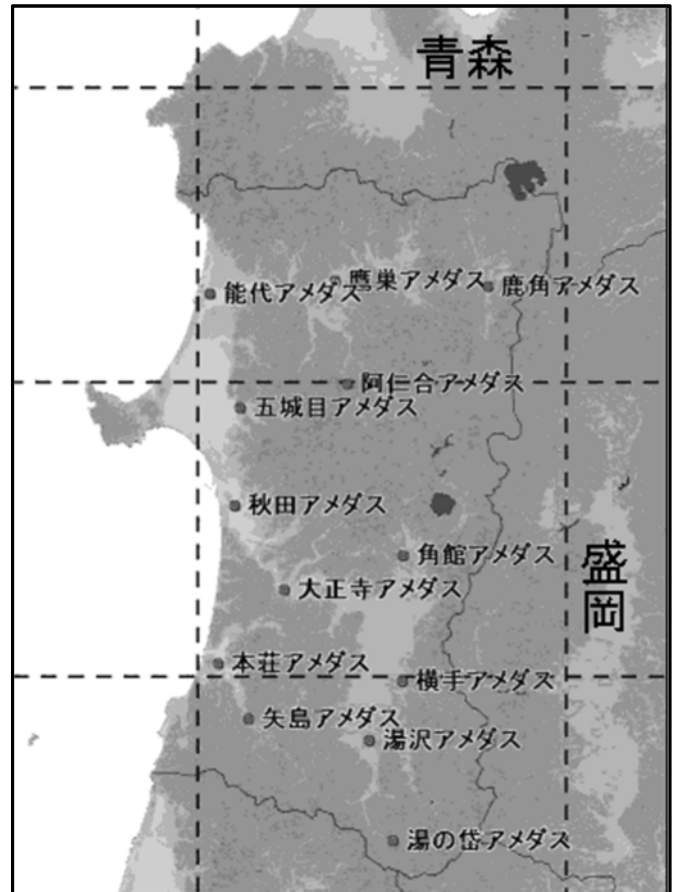 青森
鷹巣アメダス
鹿角アメダス
能代アメダス
阿仁合アメダス
五城目アメダス
秋田アメダス
角館アメダス
盛岡
大正寺アメダス
本荘アメダス
横手アメダス
矢島アメダス
湯沢アメダス
湯の岱アメダス